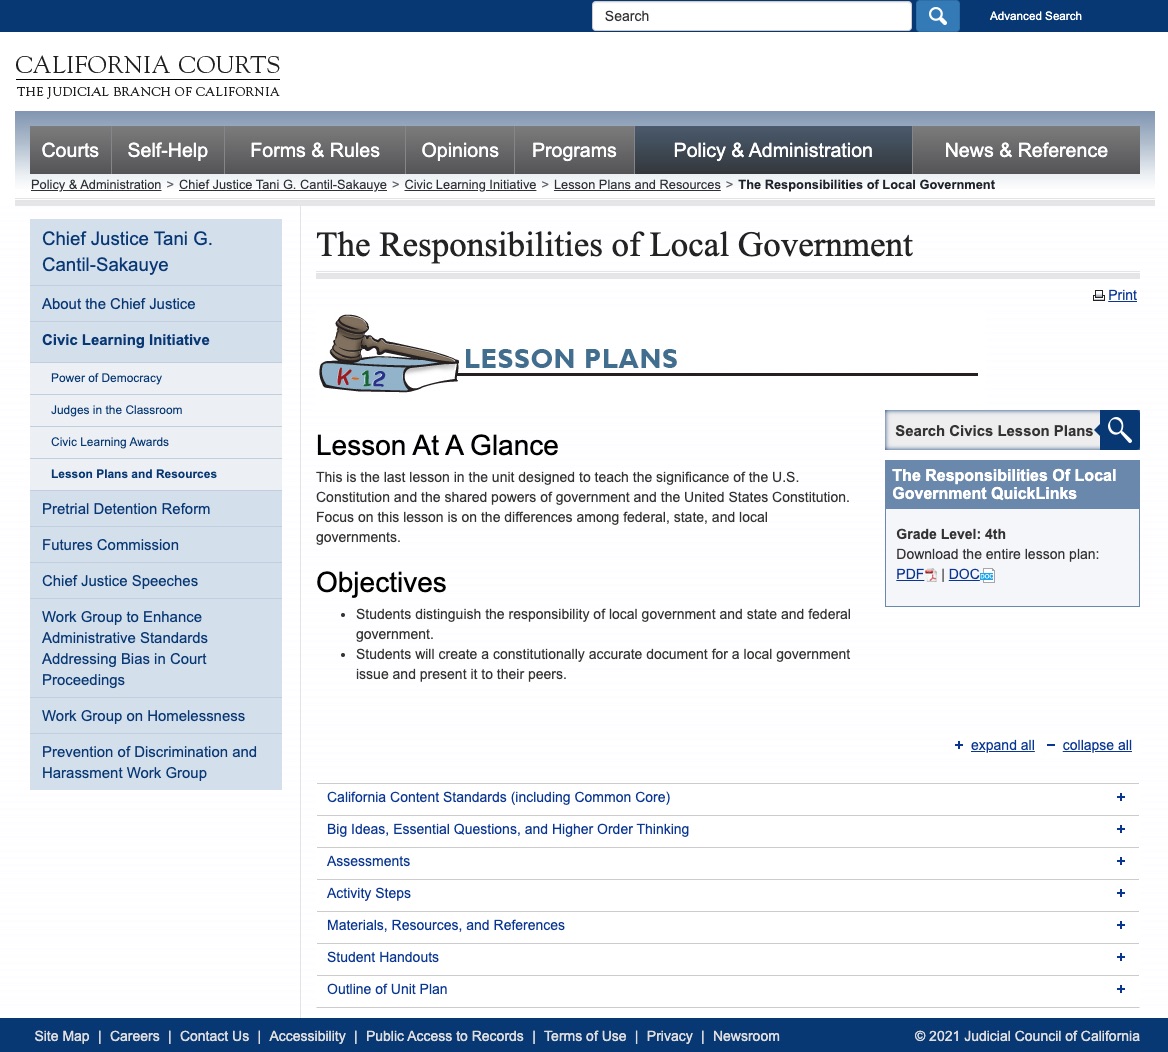 Search
Advanced Search
CALIFORNIA COURTS
THE JUDICIAL BRANCH OF CALIFORNIA
Courts Self-Help Forms & Rules Opinions Programs Policy & Administration News & Reference
Policy & Administration > Chief Justice Tani G. Cantil-Sakauye > Civic Learning Initiative > Lesson Plans and Resources > The Responsibilities of Local Government
Chief Justice Tani G.
Cantil-Sakauye
About the Chief Justice
Civic Learning Initiative
Power of Democracy
Judges in the Classroom
Civic Learning Awards
Lesson Plans and Resources
Pretrial Detention Reform
Futures Commission
Chief Justice Speeches
Work Group to Enhance
Administrative Standards
Addressing Bias in Court
Proceedings
Work Group on Homelessness
Prevention of Discrimination and
Harassment Work Group
The Responsibilities of Local Government
Print
K-12
LESSON PLANS
Lesson At A Glance
This is the last lesson in the unit designed to teach the significance of the U.S.
Constitution and the shared powers of government and the United States Constitution.
Focus on this lesson is on the differences among federal, state, and local
governments.
Objectives
• Students distinguish the responsibility of local government and state and federal
government.
• Students will create a constitutionally accurate document for a local government
issue and present it to their peers.
Search Civics Lesson Plans
The Responsibilities Of Local
Government QuickLinks
Grade Level: 4th
Download the entire lesson plan:
PDF | DOC
+ expand all − collapse all
California Content Standards (including Common Core) +
Big Ideas, Essential Questions, and Higher Order Thinking +
Assessments +
Activity Steps +
Materials, Resources, and References +
Student Handouts +
Outline of Unit Plan +
Site Map | Careers | Contact Us | Accessibility | Public Access to Records | Terms of Use | Privacy | Newsroom © 2021 Judicial Council of California